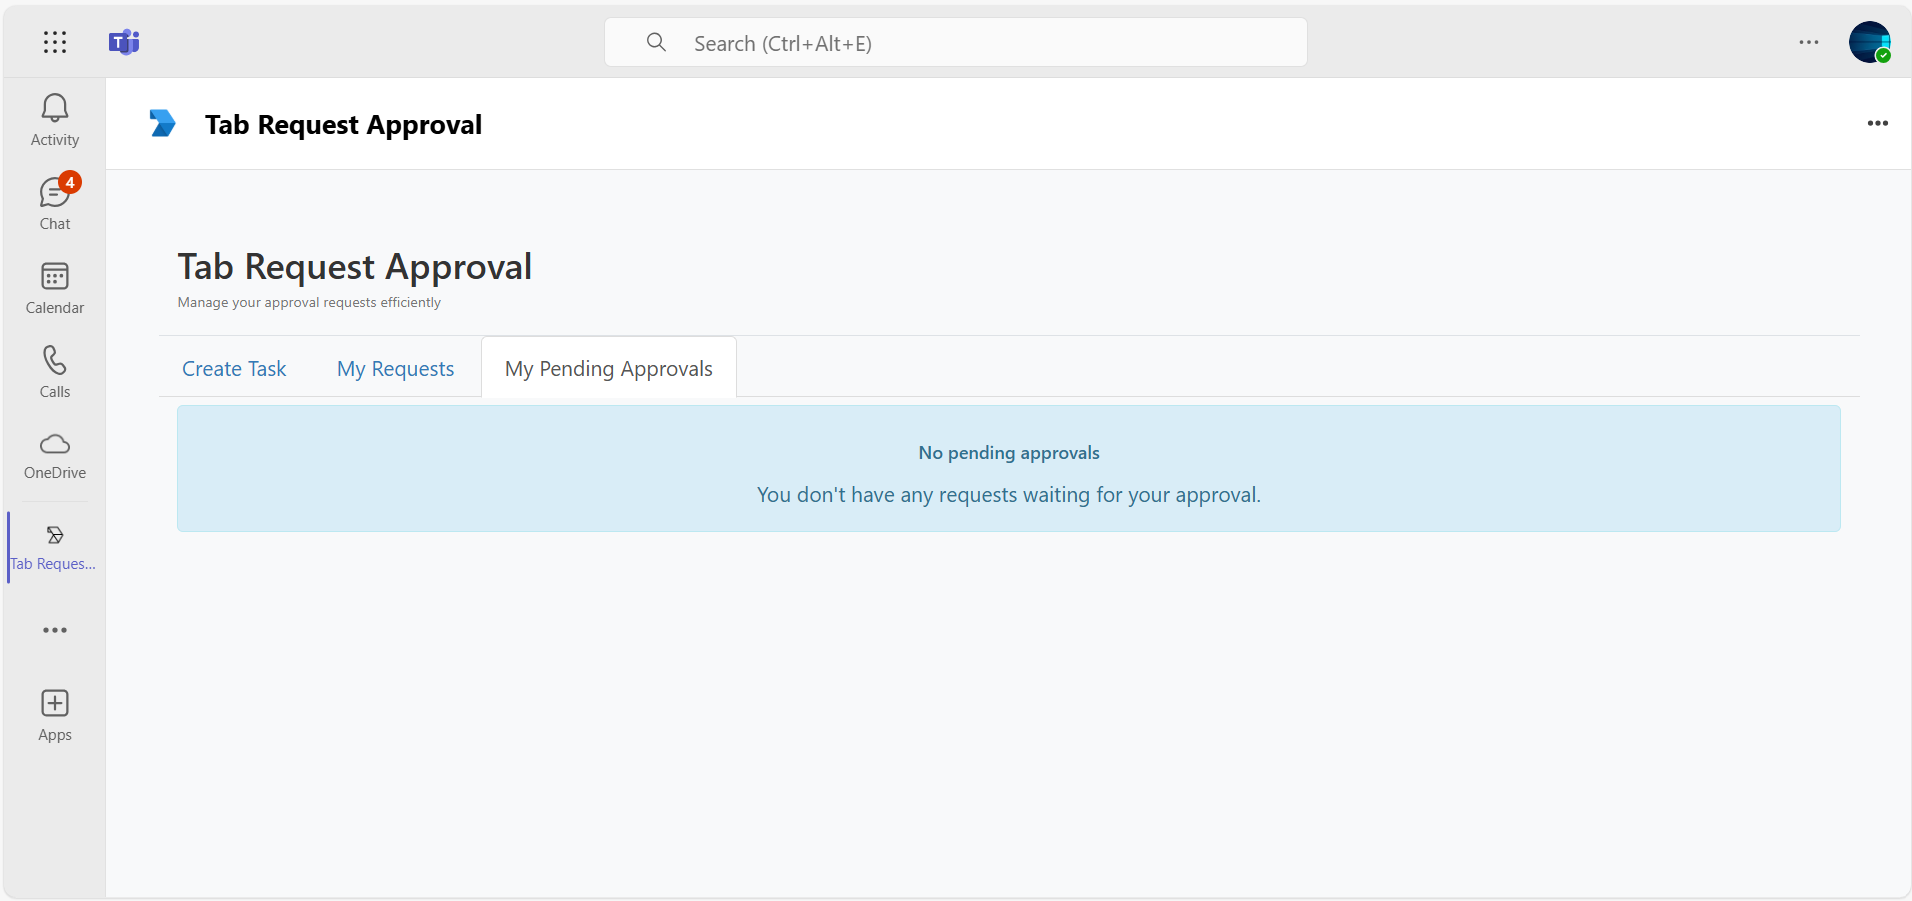 Search (Ctrl+Alt+E)
Activity
4
Chat
Calendar
Calls
OneDrive
Tab Reques...
Apps
Tab Request Approval
Tab Request Approval
Manage your approval requests efficiently
Create Task
My Requests
My Pending Approvals
No pending approvals
You don't have any requests waiting for your approval.